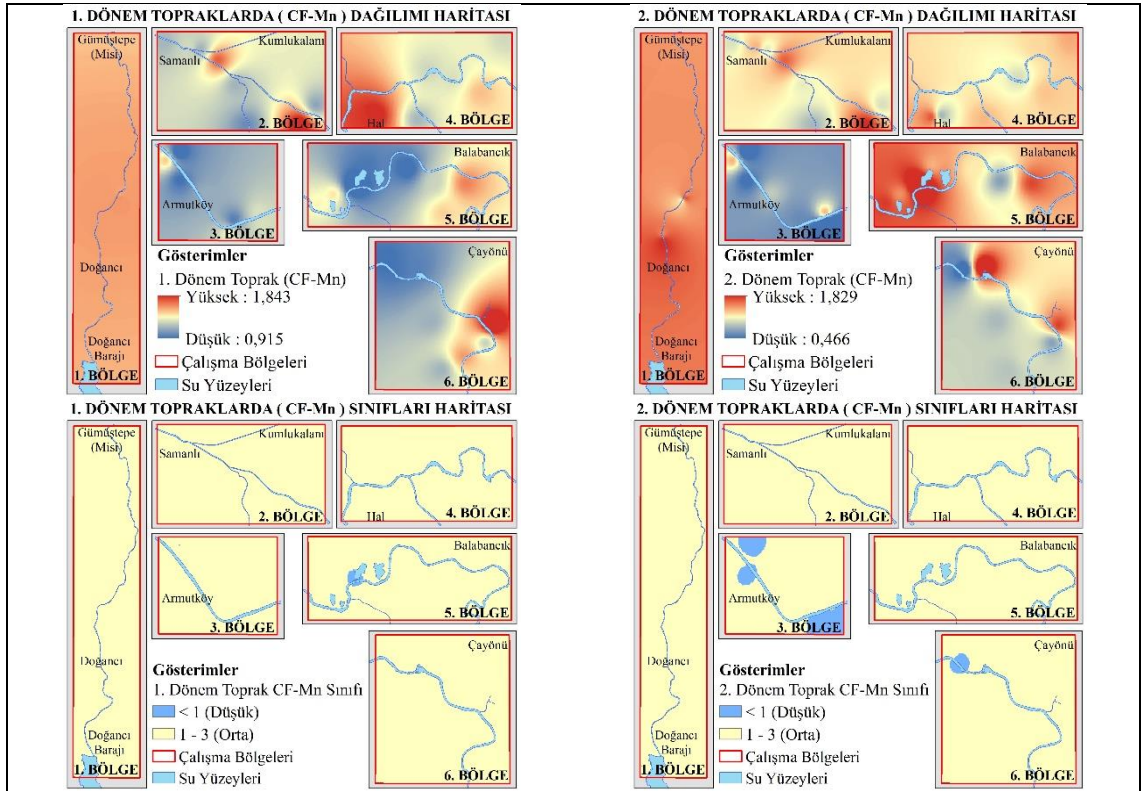 1. DÖNEM TOPRAKLARDA ( CF-Mn ) DAĞILIMI HARİTASI
Gümüştepe
(Misi)
Doğancı
Doğancı
Barajı
1. BÖLGE
Kumlukalanı
Samanlı
2. BÖLGE
Hal
4. BÖLGE
Armutköy
3. BÖLGE
Balabancık
5. BÖLGE
Çayönü
6. BÖLGE
Gösterimler
1. Dönem Toprak (CF-Mn)
Yüksek : 1,843
Düşük : 0,915
Çalışma Bölgeleri
Su Yüzeyleri
2. DÖNEM TOPRAKLARDA ( CF-Mn ) DAĞILIMI HARİTASI
Gümüştepe
(Misi)
Doğancı
Doğancı
Barajı
1. BÖLGE
Kumlukalanı
Samanlı
2. BÖLGE
Hal
4. BÖLGE
Armutköy
3. BÖLGE
Balabancık
5. BÖLGE
Çayönü
6. BÖLGE
Gösterimler
2. Dönem Toprak (CF-Mn)
Yüksek : 1,829
Düşük : 0,466
Çalışma Bölgeleri
Su Yüzeyleri
1. DÖNEM TOPRAKLARDA ( CF-Mn ) SINIFLARI HARİTASI
Gümüştepe
(Misi)
Doğancı
Doğancı
Barajı
1. BÖLGE
Kumlukalanı
Samanlı
2. BÖLGE
Hal
4. BÖLGE
Armutköy
3. BÖLGE
Balabancık
5. BÖLGE
Çayönü
6. BÖLGE
Gösterimler
1. Dönem Toprak CF-Mn Sınıfı
< 1 (Düşük)
1 - 3 (Orta)
Çalışma Bölgeleri
Su Yüzeyleri
2. DÖNEM TOPRAKLARDA ( CF-Mn ) SINIFLARI HARİTASI
Gümüştepe
(Misi)
Doğancı
Doğancı
Barajı
1. BÖLGE
Kumlukalanı
Samanlı
2. BÖLGE
Hal
4. BÖLGE
Armutköy
3. BÖLGE
Balabancık
5. BÖLGE
Çayönü
6. BÖLGE
Gösterimler
2. Dönem Toprak CF-Mn Sınıfı
< 1 (Düşük)
1 - 3 (Orta)
Çalışma Bölgeleri
Su Yüzeyleri